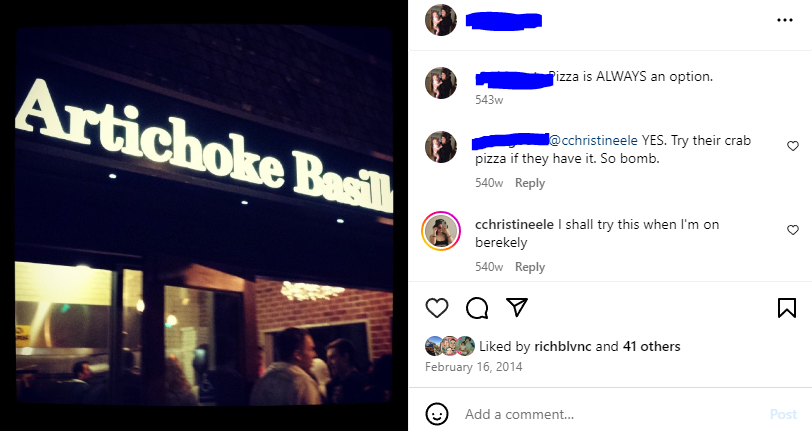 Artichoke Basill
Pizza is ALWAYS an option.
543w
@cchristineele YES. Try their crab
pizza if they have it. So bomb.
540w Reply
cchristineele I shall try this when I'm on
berekely
540w Reply
Liked by richblvnc and 41 others
February 16, 2014
Add a comment...
Post